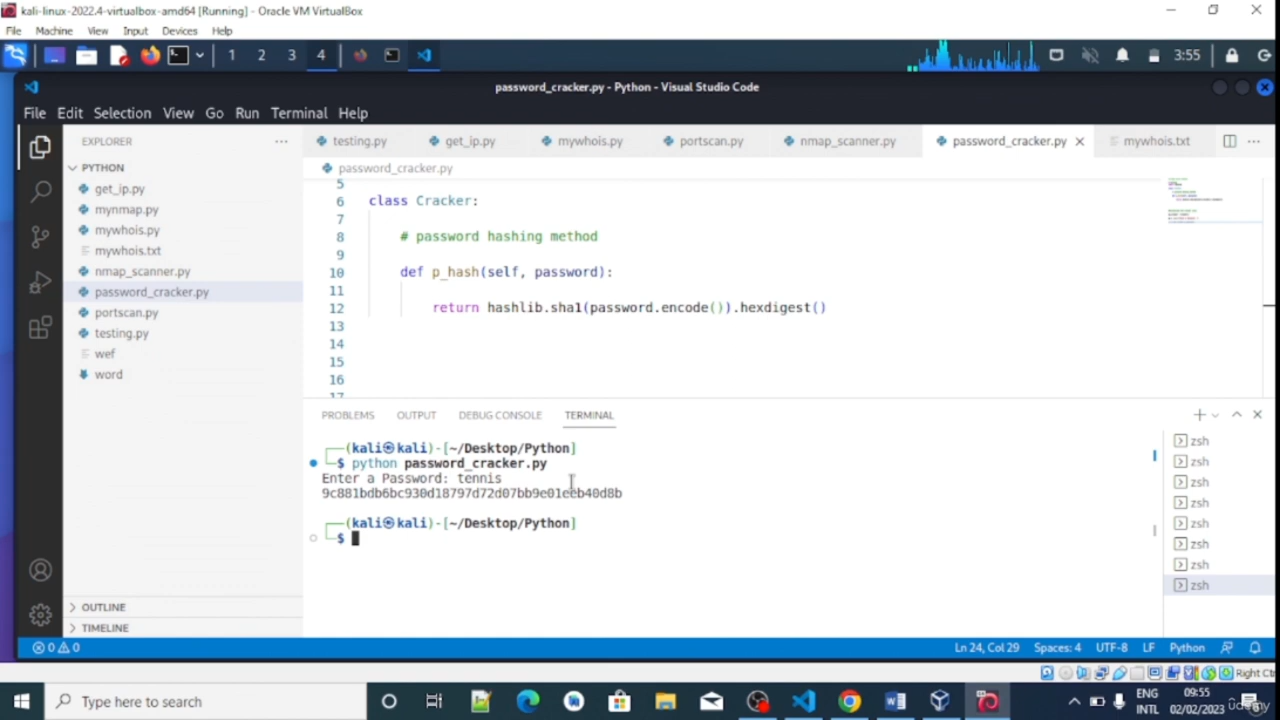 kali-linux-2022.4-virtualbox-amd64 [Running] - Oracle VM VirtualBox
File Machine View Input Devices Help
1 2 3 4 3:55
password_cracker.py - Python - Visual Studio Code
File Edit Selection View Go Run Terminal Help
EXPLORER
testing.py get_ip.py mywhois.py portscan.py nmap_scanner.py password_cracker.py mywhois.txt
PYTHON
password_cracker.py
get_ip.py
mynmap.py
mywhois.py
mywhois.txt
nmap_scanner.py
password_cracker.py
portscan.py
testing.py
wef
word
OUTLINE
TIMELINE
5
6 class Cracker:
7
8 # password hashing method
9
10 def p_hash(self, password):
11
12 return hashlib.sha1(password.encode()).hexdigest()
13
14
15
16
17
PROBLEMS OUTPUT DEBUG CONSOLE TERMINAL
(kali㉿kali)-[~/Desktop/Python]
$ python password_cracker.py
Enter a Password: tennis
9c881bdb6bc930d18797d72d07bb9e01eeb40d8b
(kali㉿kali)-[~/Desktop/Python]
$
zsh
zsh
zsh
zsh
zsh
zsh
zsh
zsh
0 0 Ln 24, Col 29 Spaces: 4 UTF-8 LF Python
Right Ct
Type here to search
ENG
INTL
09:55
02/02/2023
udemy